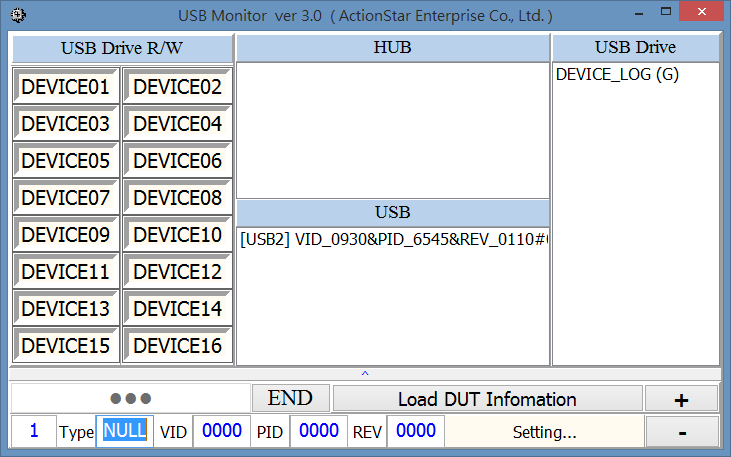 USB Monitor ver 3.0 ( ActionStar Enterprise Co., Ltd. )
USB Drive R/W
HUB
USB Drive
DEVICE01 DEVICE02
DEVICE03 DEVICE04
DEVICE05 DEVICE06
DEVICE07 DEVICE08
DEVICE09 DEVICE10
DEVICE11 DEVICE12
DEVICE13 DEVICE14
DEVICE15 DEVICE16
USB
[USB2] VID_0930&PID_6545&REV_0110#
DEVICE_LOG (G)
^
●●● END Load DUT Infomation +
1 Type NULL VID 0000 PID 0000 REV 0000 Setting... -